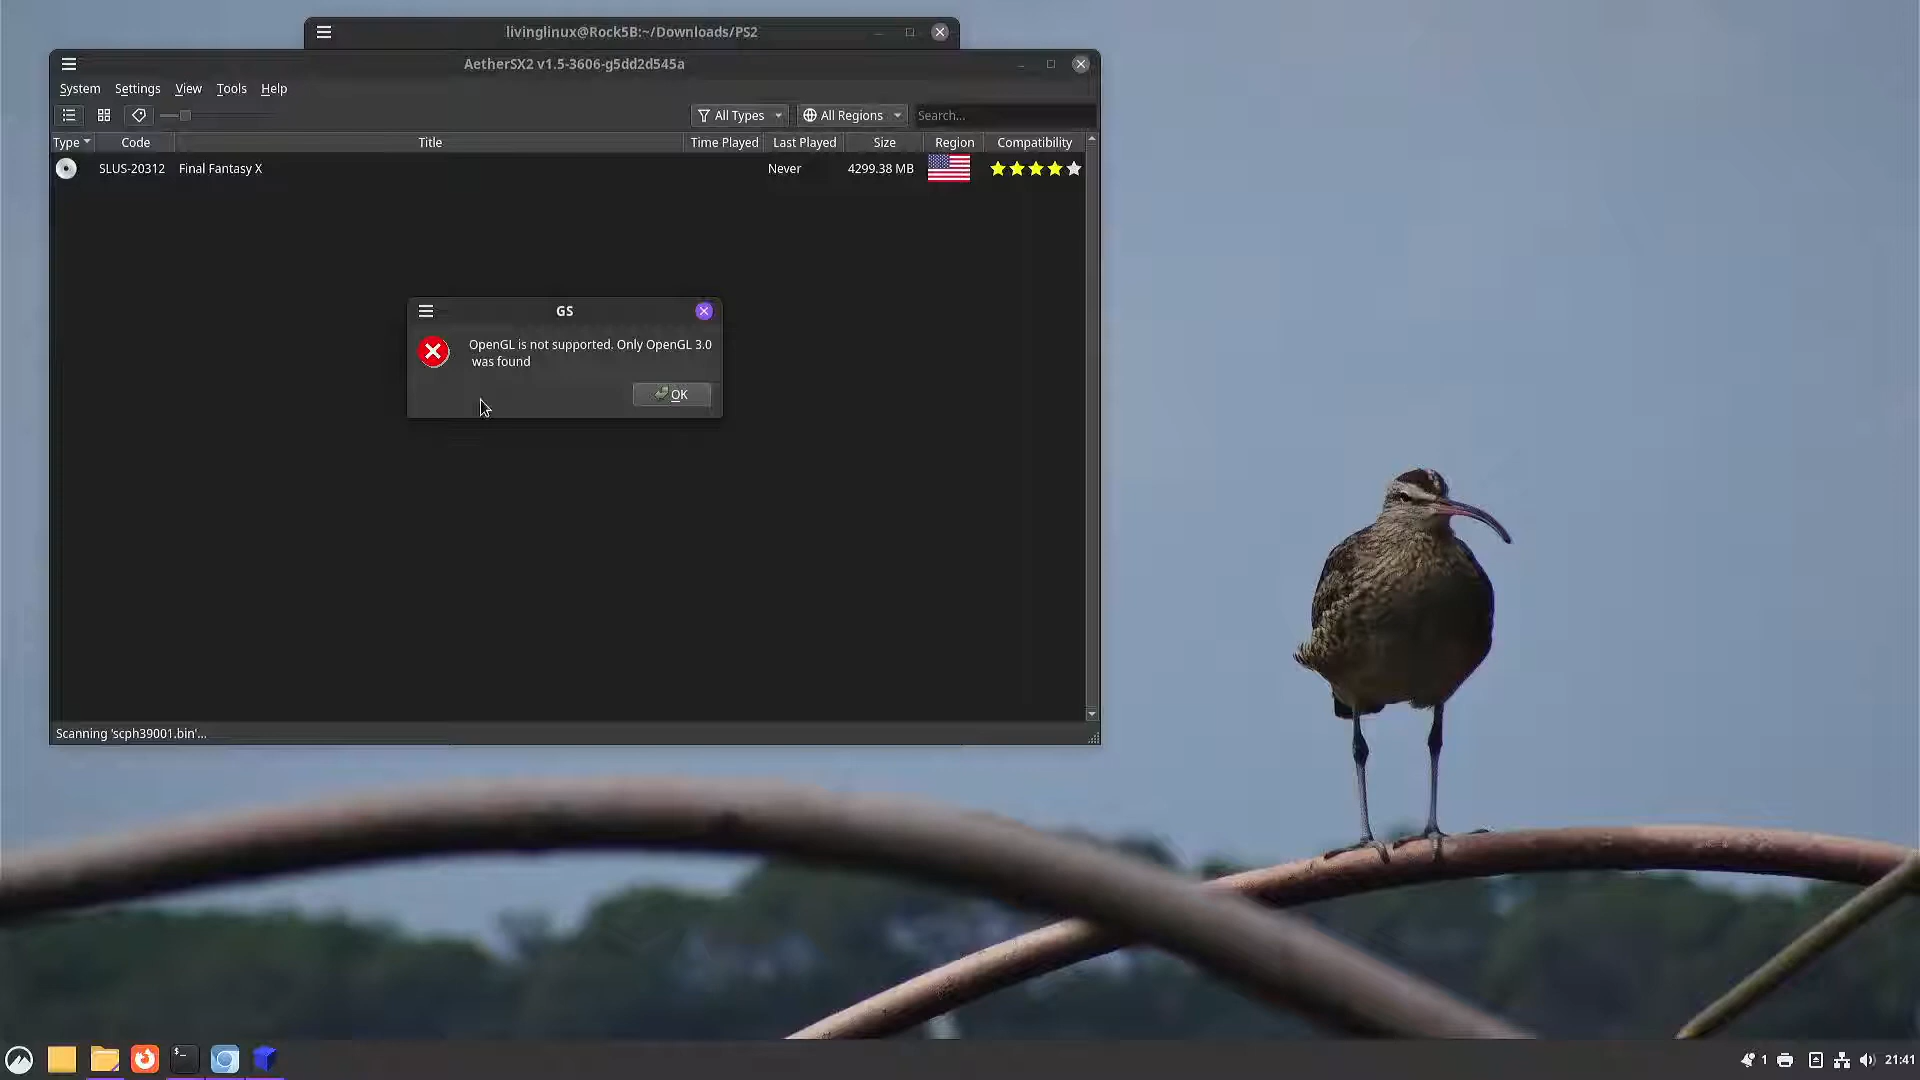 livinglinux@Rock5B:~/Downloads/PS2
AetherSX2 v1.5-3606-g5dd2d545a
System Settings View Tools Help
All Types All Regions Search...
Type Code Title Time Played Last Played Size Region Compatibility
SLUS-20312 Final Fantasy X Never 4299.38 MB
GS
OpenGL is not supported. Only OpenGL 3.0
was found
OK
Scanning 'scph39001.bin'...
1 21:41